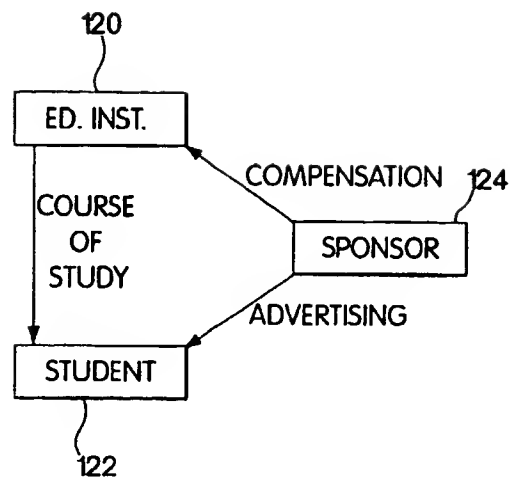 120
ED. INST.
COMPENSATION
124
COURSE
OF
STUDY
SPONSOR
ADVERTISING
STUDENT
122